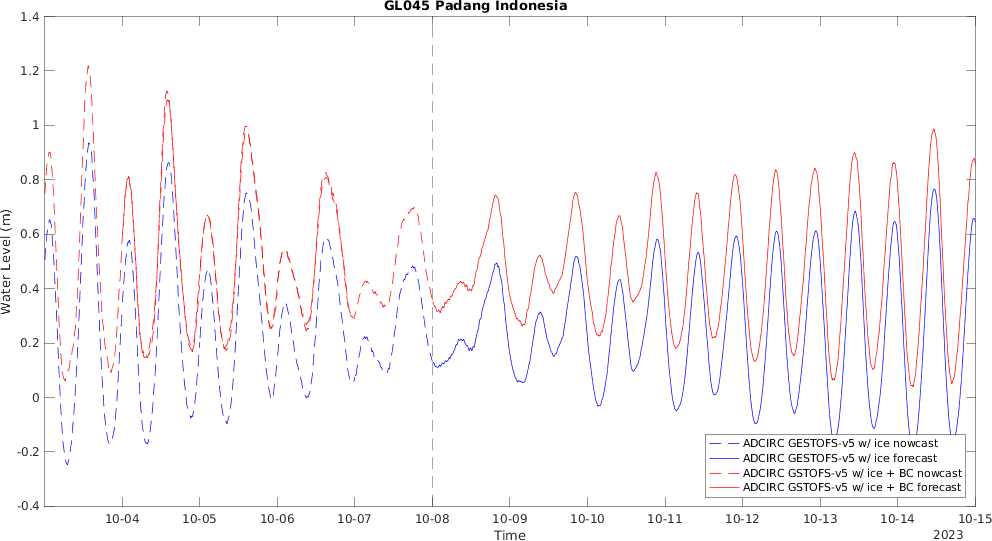 GL045 Padang Indonesia
1.4
1.2
1
0.8
0.6
0.4
0.2
0
-0.2
-0.4
Water Level (m)
ADCIRC GESTOFS-v5 w/ ice nowcast
ADCIRC GESTOFS-v5 w/ ice forecast
ADCIRC GSTOFS-v5 w/ ice + BC nowcast
ADCIRC GSTOFS-v5 w/ ice + BC forecast
10-04 10-05 10-06 10-07 10-08 10-09 10-10 10-11 10-12 10-13 10-14 10-15
Time
2023